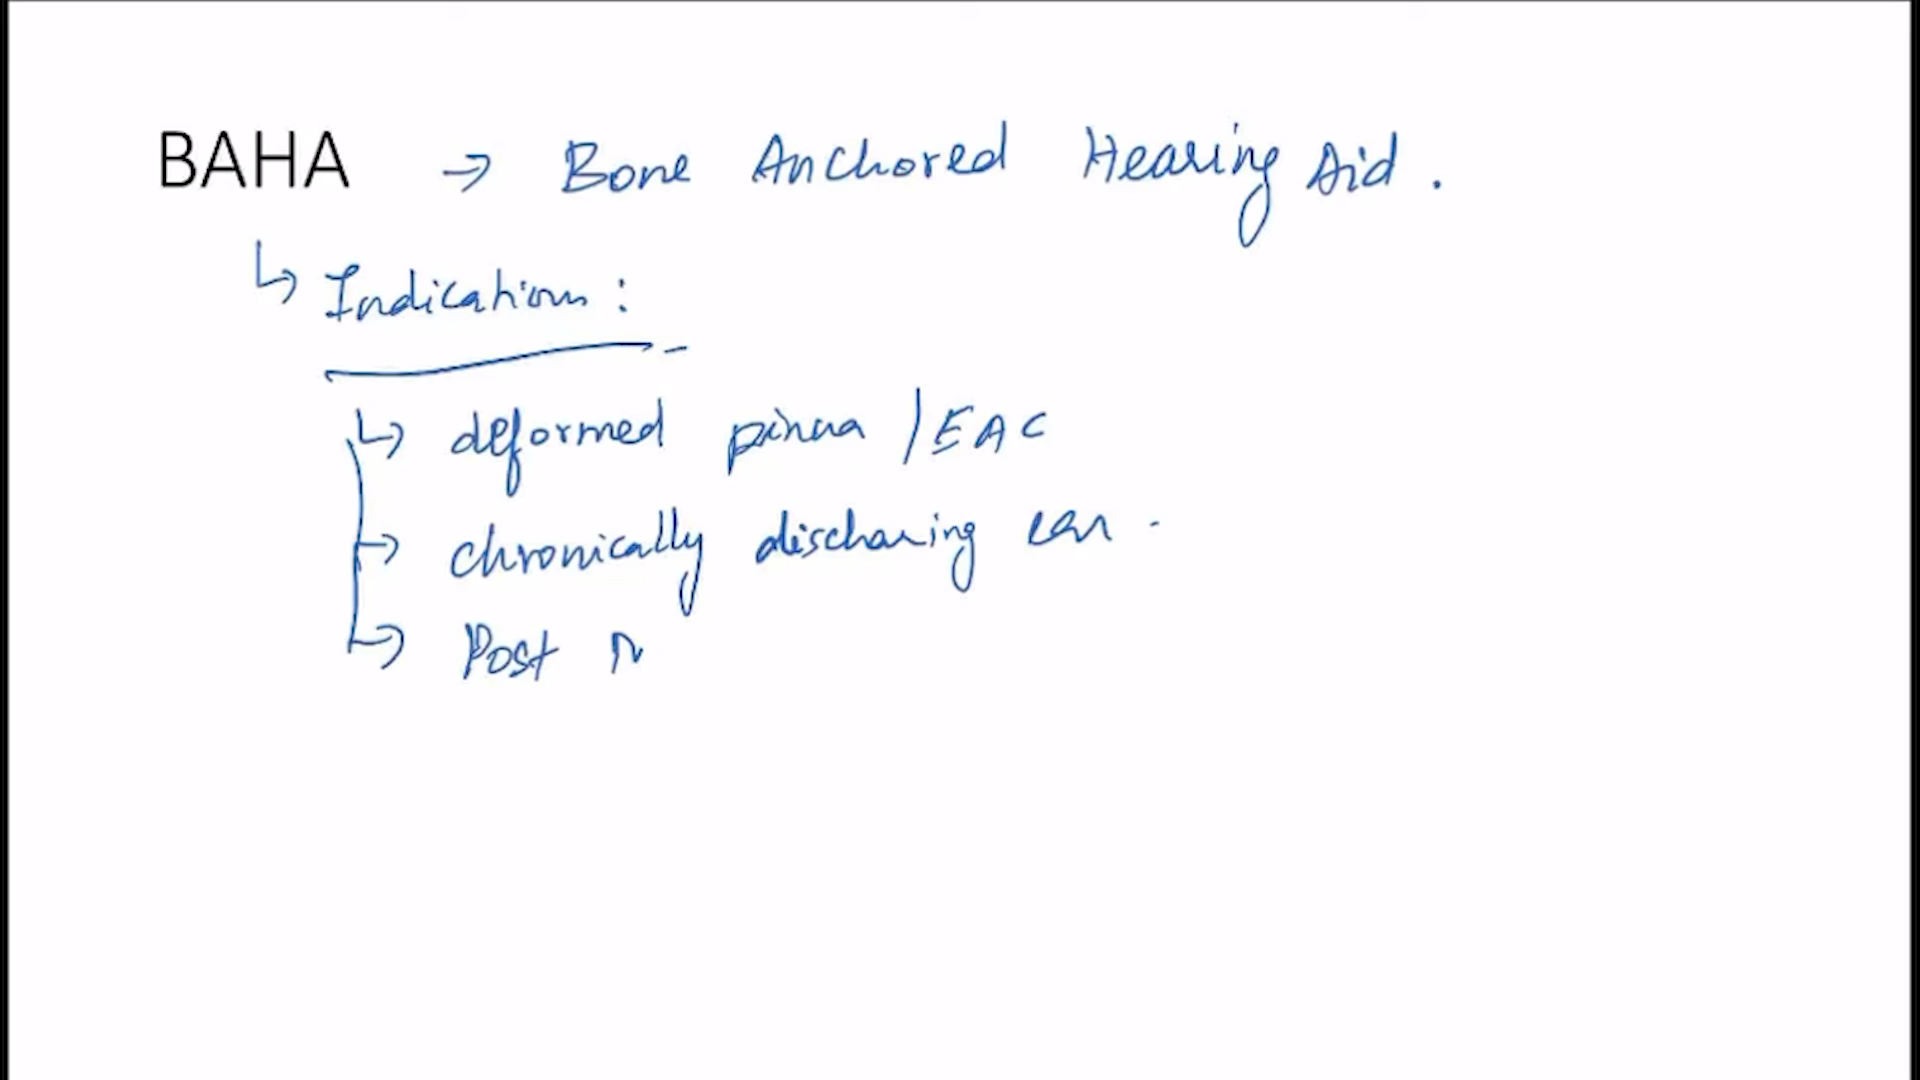 BAHA → Bone Anchored Hearing Aid.
↳ Indications:
↳ deformed pinna / EAC
→ chronically discharing ear.
↳ Post M